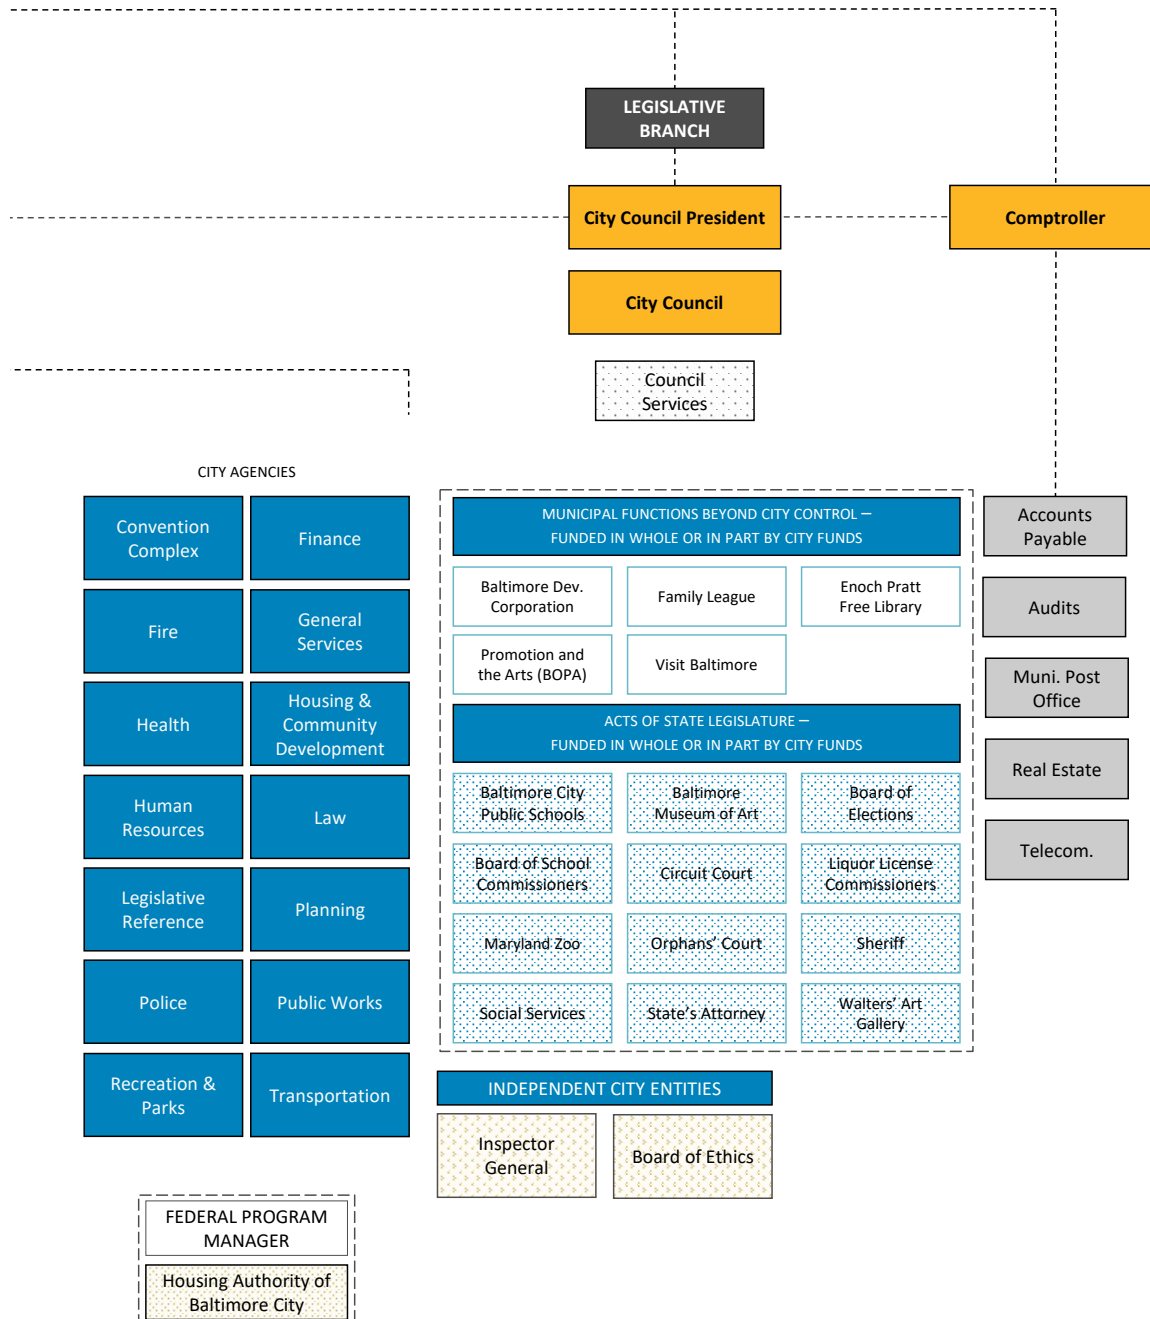 LEGISLATIVE
BRANCH
City Council President
Comptroller
City Council
Council
Services
CITY AGENCIES
Convention
Complex
Finance
Fire
General
Services
Health
Housing &
Community
Development
Human
Resources
Law
Legislative
Reference
Planning
Police
Public Works
Recreation &
Parks
Transportation
MUNICIPAL FUNCTIONS BEYOND CITY CONTROL –
FUNDED IN WHOLE OR IN PART BY CITY FUNDS
Baltimore Dev.
Corporation
Family League
Enoch Pratt
Free Library
Promotion and
the Arts (BOPA)
Visit Baltimore
ACTS OF STATE LEGISLATURE –
FUNDED IN WHOLE OR IN PART BY CITY FUNDS
Baltimore City
Public Schools
Baltimore
Museum of Art
Board of
Elections
Board of School
Commissioners
Circuit Court
Liquor License
Commissioners
Maryland Zoo
Orphans’ Court
Sheriff
Social Services
State’s Attorney
Walters’ Art
Gallery
Accounts
Payable
Audits
Muni. Post
Office
Real Estate
Telecom.
INDEPENDENT CITY ENTITIES
Inspector
General
Board of Ethics
FEDERAL PROGRAM
MANAGER
Housing Authority of
Baltimore City